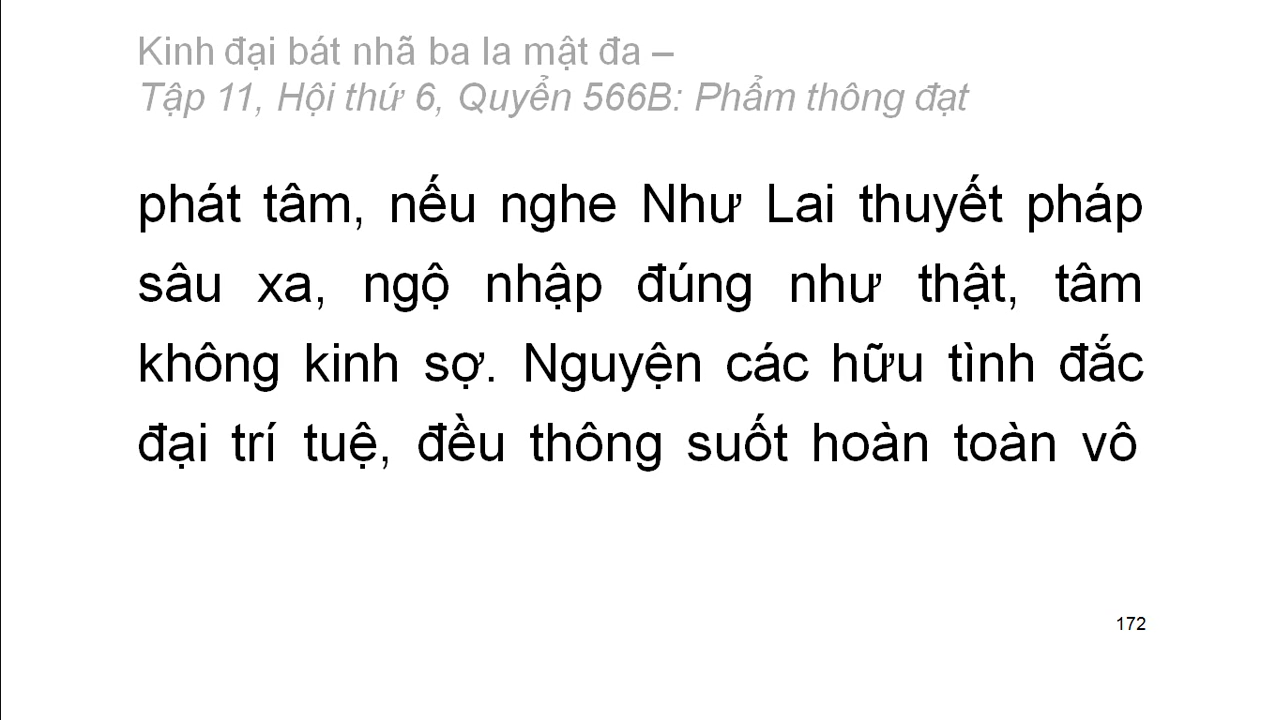 Kinh đại bát nhã ba la mật đa –
Tập 11, Hội thứ 6, Quyển 566B: Phẩm thông đạt
phát tâm, nếu nghe Như Lai thuyết pháp
sâu xa, ngộ nhập đúng như thật, tâm
không kinh sợ. Nguyện các hữu tình đắc
đại trí tuệ, đều thông suốt hoàn toàn vô
172